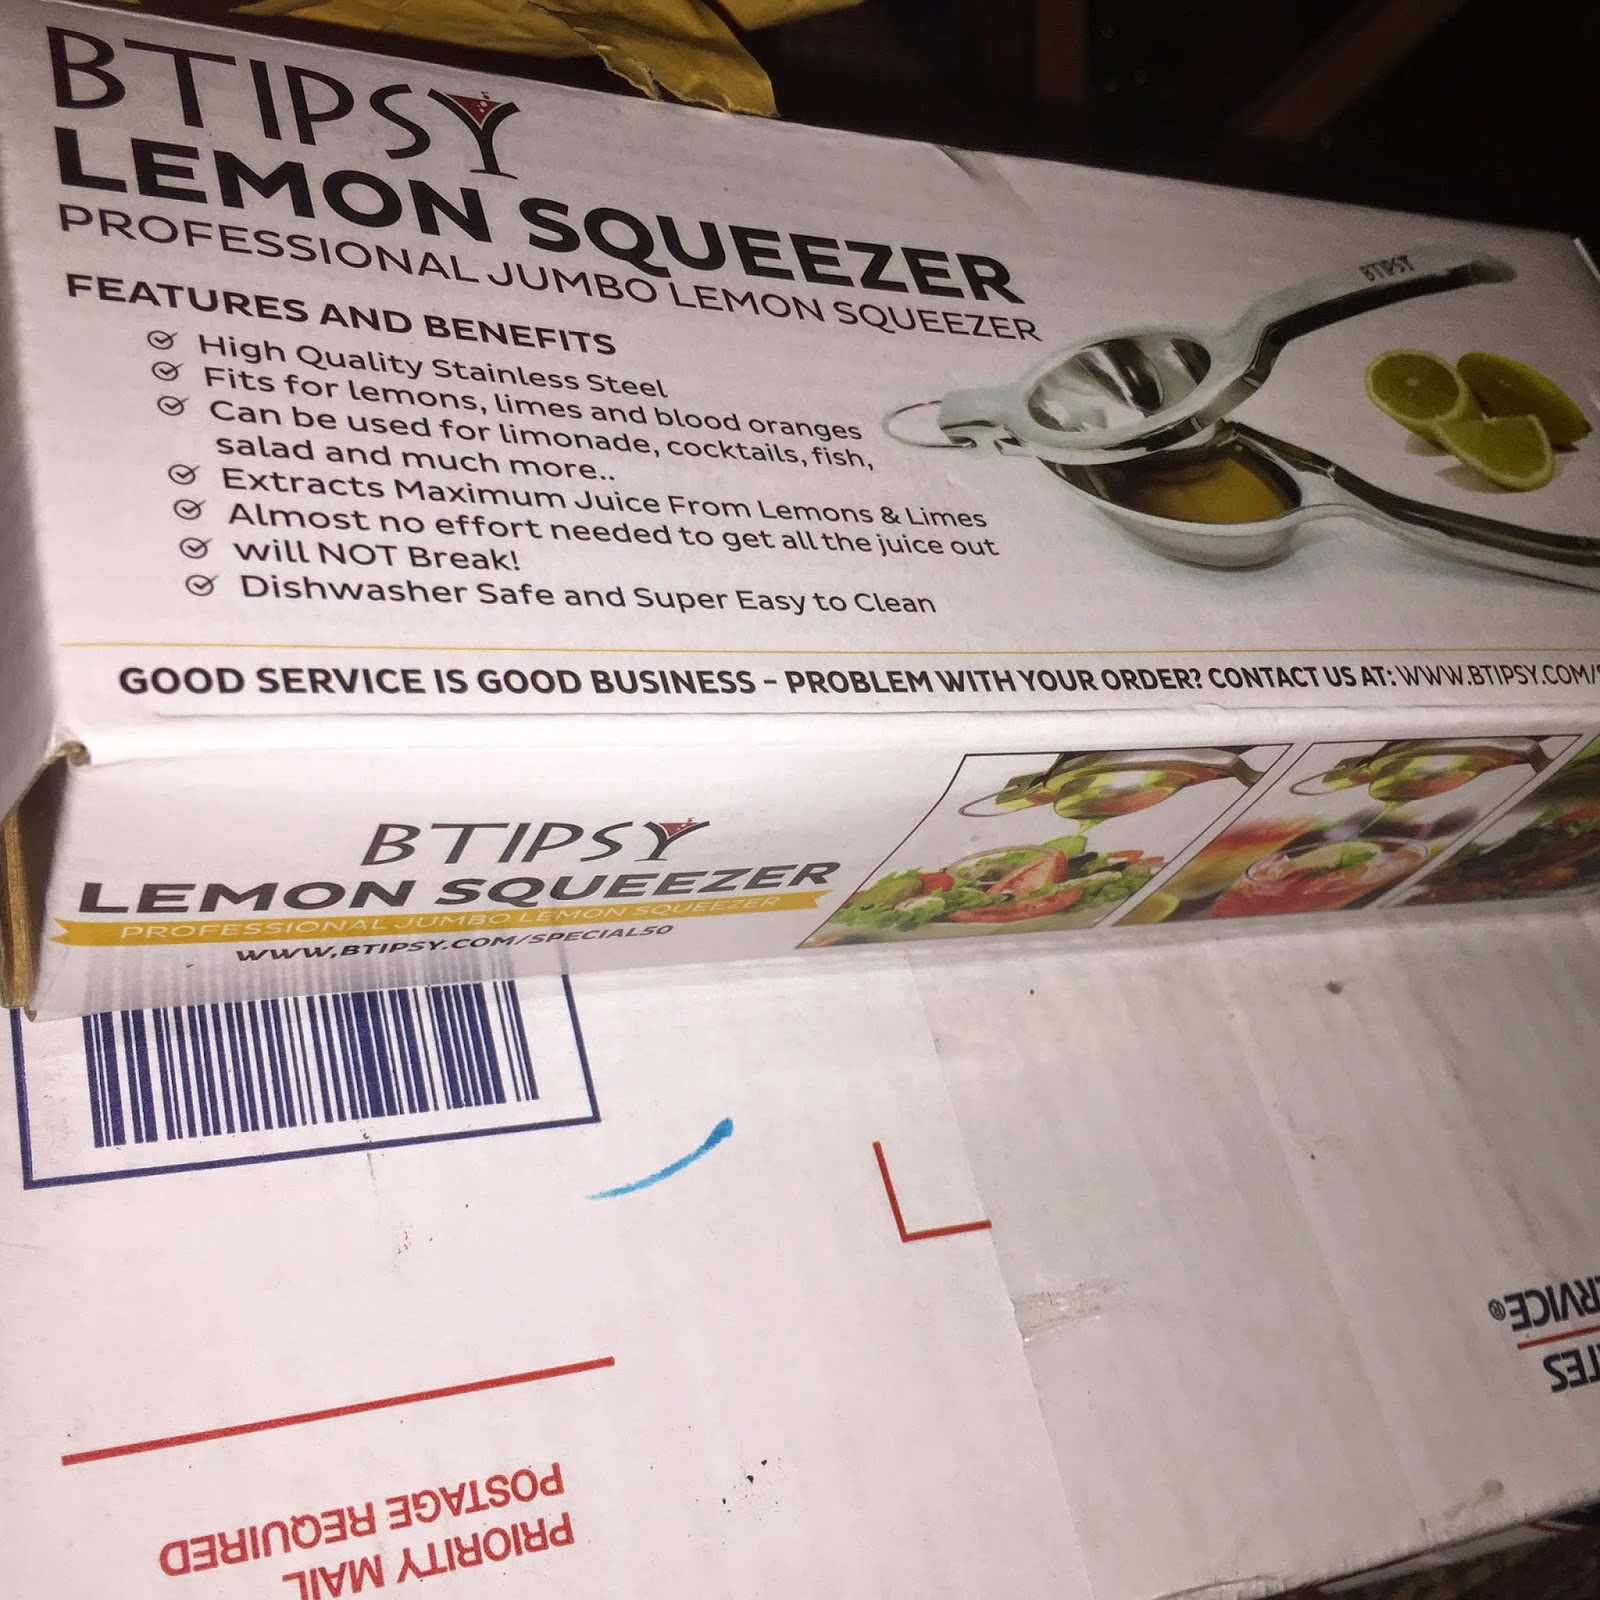 BTIPSY
LEMON SQUEEZER
PROFESSIONAL JUMBO LEMON SQUEEZER
FEATURES AND BENEFITS
High Quality Stainless Steel
Fits for lemons, limes and blood oranges
Can be used for limonade, cocktails, fish,
salad and much more..
Extracts Maximum Juice From Lemons & Limes
Almost no effort needed to get all the juice out
will NOT Break!
Dishwasher Safe and Super Easy to Clean
BTIPSY
GOOD SERVICE IS GOOD BUSINESS - PROBLEM WITH YOUR ORDER? CONTACT US AT: WWW.BTIPSY.COM/
BTIPSY
LEMON SQUEEZER
PROFESSIONAL JUMBO LEMON SQUEEZER
WWW,BTIPSY.COM/SPECIAL50
PRIORITY MAIL
POSTAGE REQUIRED